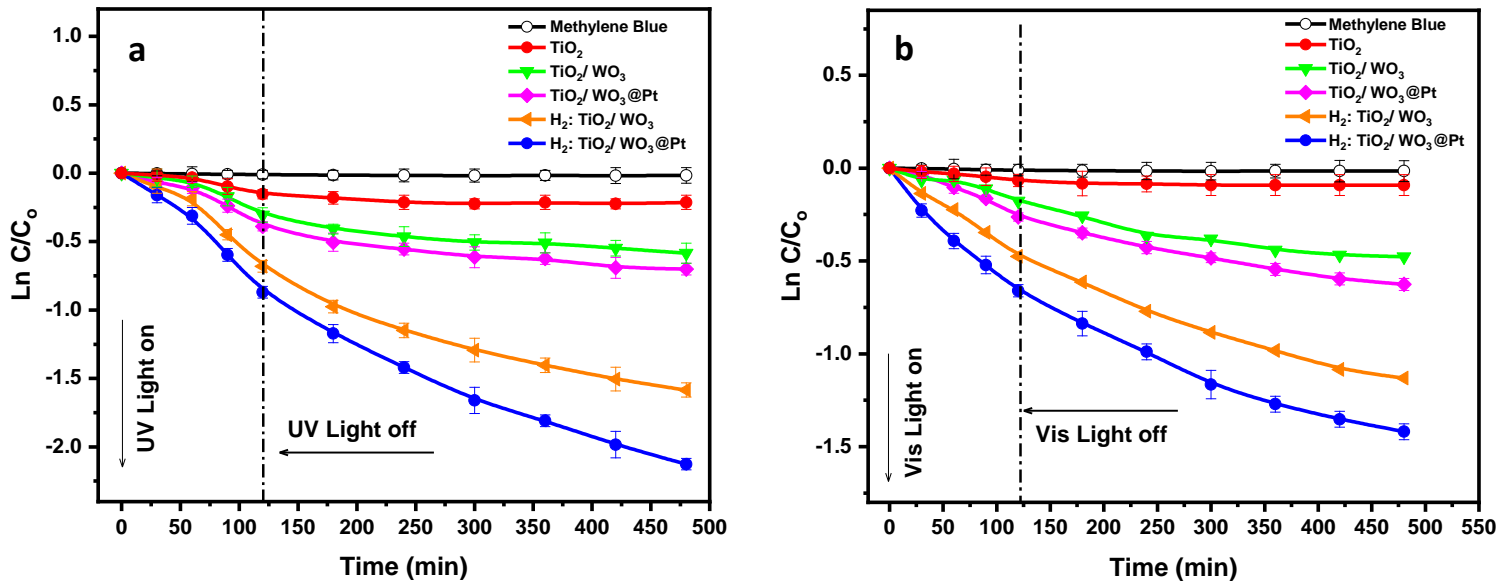 a
Methylene Blue
TiO₂
TiO₂/ WO₃
TiO₂/ WO₃@Pt
H₂: TiO₂/ WO₃
H₂: TiO₂/ WO₃@Pt
1.0
0.5
0.0
-0.5
-1.0
-1.5
-2.0
Ln C/Cₒ
UV Light on
UV Light off
0 50 100 150 200 250 300 350 400 450 500
Time (min)
b
Methylene Blue
TiO₂
TiO₂/ WO₃
TiO₂/ WO₃@Pt
H₂: TiO₂/ WO₃
H₂: TiO₂/ WO₃@Pt
0.5
0.0
-0.5
-1.0
-1.5
Ln C/Cₒ
Vis Light on
Vis Light off
0 50 100 150 200 250 300 350 400 450 500 550
Time (min)